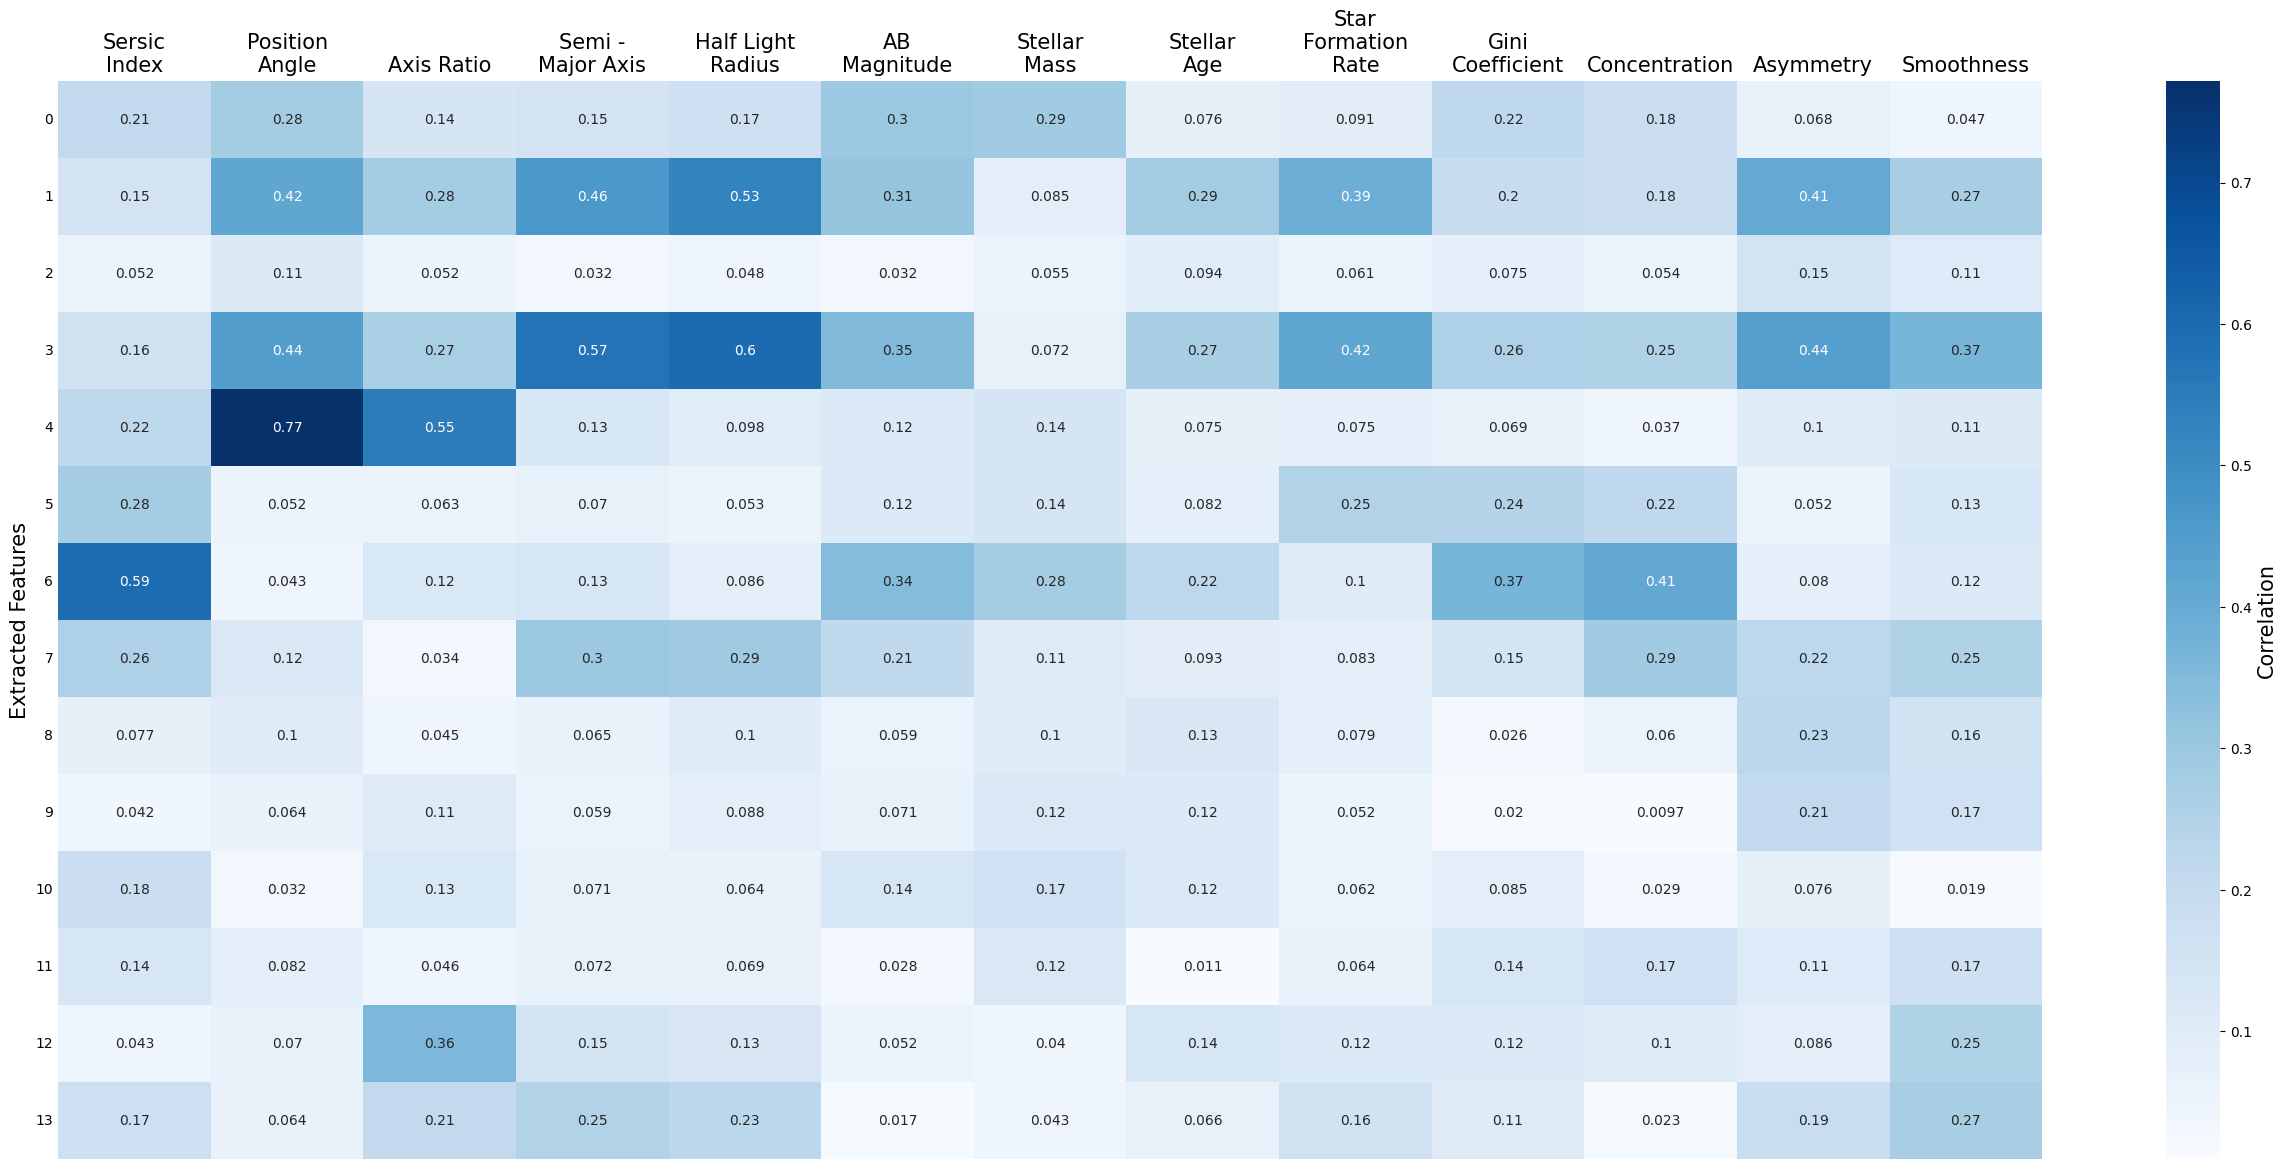 Star
Sersic Position Semi - Half Light AB Stellar Stellar Formation Gini
Index Angle Axis Ratio Major Axis Radius Magnitude Mass Age Rate Coefficient Concentration Asymmetry Smoothness
0 0.21 0.28 0.14 0.15 0.17 0.3 0.29 0.076 0.091 0.22 0.18 0.068 0.047
1 0.15 0.42 0.28 0.46 0.53 0.31 0.085 0.29 0.39 0.2 0.18 0.41 0.27
2 0.052 0.11 0.052 0.032 0.048 0.032 0.055 0.094 0.061 0.075 0.054 0.15 0.11
3 0.16 0.44 0.27 0.57 0.6 0.35 0.072 0.27 0.42 0.26 0.25 0.44 0.37
4 0.22 0.77 0.55 0.13 0.098 0.12 0.14 0.075 0.075 0.069 0.037 0.1 0.11
5 0.28 0.052 0.063 0.07 0.053 0.12 0.14 0.082 0.25 0.24 0.22 0.052 0.13
6 0.59 0.043 0.12 0.13 0.086 0.34 0.28 0.22 0.1 0.37 0.41 0.08 0.12
7 0.26 0.12 0.034 0.3 0.29 0.21 0.11 0.093 0.083 0.15 0.29 0.22 0.25
8 0.077 0.1 0.045 0.065 0.1 0.059 0.1 0.13 0.079 0.026 0.06 0.23 0.16
9 0.042 0.064 0.11 0.059 0.088 0.071 0.12 0.12 0.052 0.02 0.0097 0.21 0.17
10 0.18 0.032 0.13 0.071 0.064 0.14 0.17 0.12 0.062 0.085 0.029 0.076 0.019
11 0.14 0.082 0.046 0.072 0.069 0.028 0.12 0.011 0.064 0.14 0.17 0.11 0.17
12 0.043 0.07 0.36 0.15 0.13 0.052 0.04 0.14 0.12 0.12 0.1 0.086 0.25
13 0.17 0.064 0.21 0.25 0.23 0.017 0.043 0.066 0.16 0.11 0.023 0.19 0.27
Extracted Features
0.7
0.6
0.5
0.4
0.3
0.2
0.1
Correlation